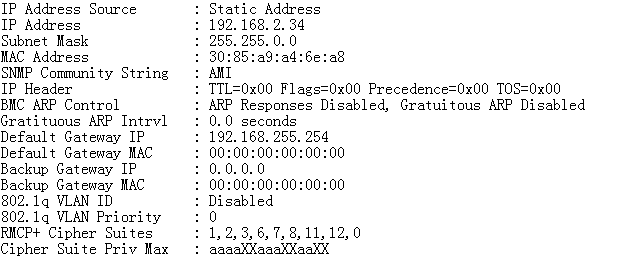 IP Address Source       : Static Address
IP Address              : 192.168.2.34
Subnet Mask             : 255.255.0.0
MAC Address             : 30:85:a9:a4:6e:a8
SNMP Community String   : AMI
IP Header               : TTL=0x00 Flags=0x00 Precedence=0x00 TOS=0x00
BMC ARP Control         : ARP Responses Disabled, Gratuitous ARP Disabled
Gratituous ARP Intrvl   : 0.0 seconds
Default Gateway IP      : 192.168.255.254
Default Gateway MAC     : 00:00:00:00:00:00
Backup Gateway IP       : 0.0.0.0
Backup Gateway MAC      : 00:00:00:00:00:00
802.1q VLAN ID          : Disabled
802.1q VLAN Priority    : 0
RMCP+ Cipher Suites     : 1,2,3,6,7,8,11,12,0
Cipher Suite Priv Max   : aaaaXXaaaXXaaXX